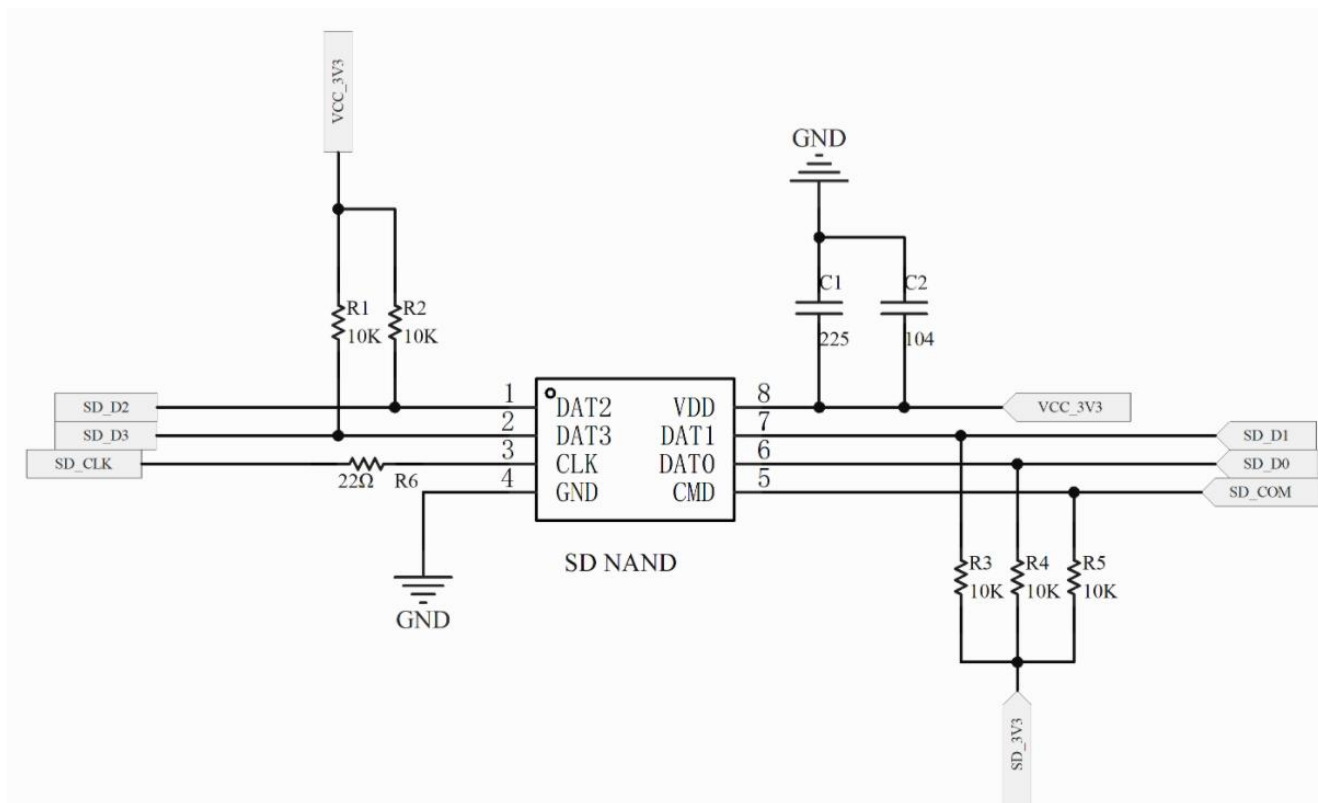 VCC_3V3
GND
C1
C2
225
104
R1
10K
R2
10K
SD_D2
SD_D3
SD_CLK
22Ω
R6
1
2
3
4
DAT2
DAT3
CLK
GND
VDD
DAT1
DAT0
CMD
8
7
6
5
VCC_3V3
SD_D1
SD_D0
SD_COM
SD NAND
GND
R3
10K
R4
10K
R5
10K
SD_3V3